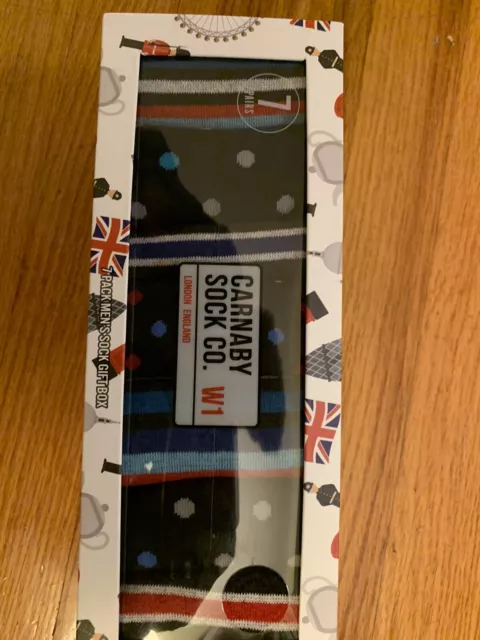 7
PAIRS
CARNABY
SOCK CO.
LONDON ENGLAND
W1
7 PACK MEN'S SOCK GIFT BOX